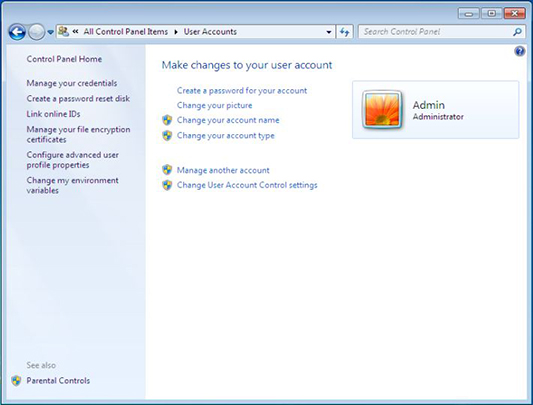 « All Control Panel Items ▸ User Accounts
Search Control Panel
Control Panel Home
Manage your credentials
Create a password reset disk
Link online IDs
Manage your file encryption
certificates
Configure advanced user
profile properties
Change my environment
variables
See also
Parental Controls
Make changes to your user account
Create a password for your account
Change your picture
Change your account name
Change your account type
Manage another account
Change User Account Control settings
Admin
Administrator